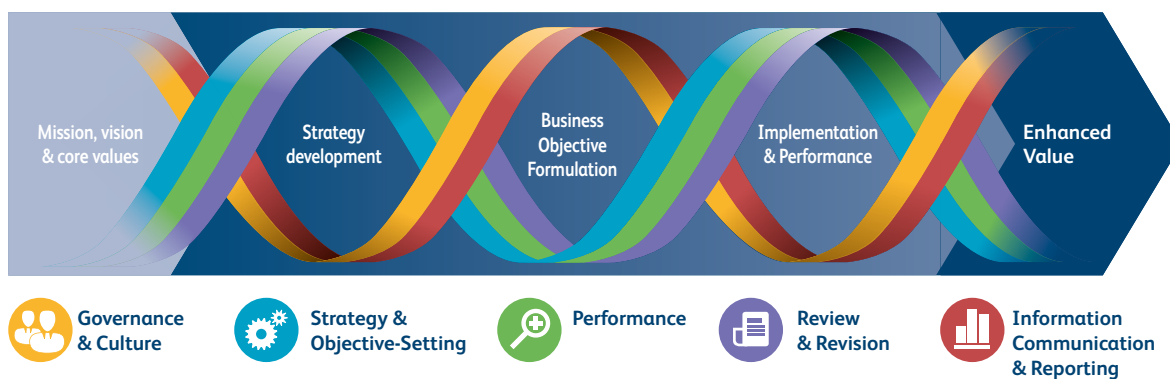 Mission, vision
& core values
Strategy
development
Business
Objective
Formulation
Implementation
& Performance
Enhanced
Value
Governance
& Culture
Strategy &
Objective-Setting
Performance
Review
& Revision
Information
Communication
& Reporting